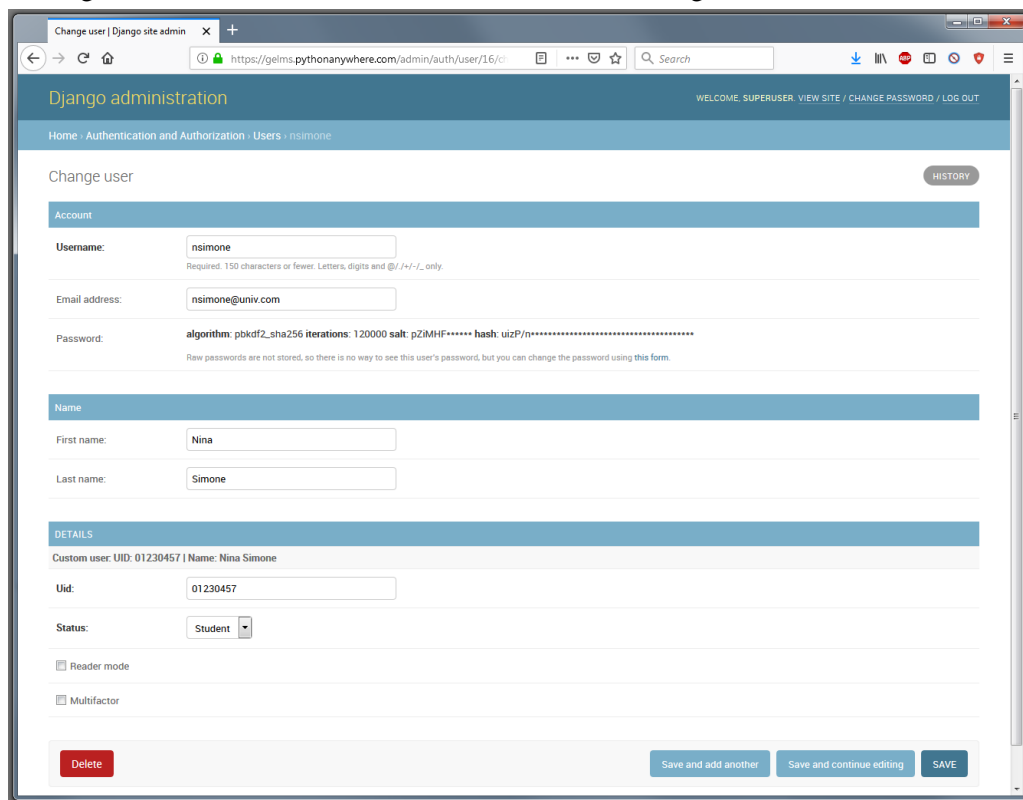 Change user | Django site admin
https://gelms.pythonanywhere.com/admin/auth/user/16/
Search
ABP
Django administration
WELCOME, SUPERUSER. VIEW SITE / CHANGE PASSWORD / LOG OUT
Home › Authentication and Authorization › Users › nsimone
Change user
HISTORY
Account
Username:
nsimone
Required. 150 characters or fewer. Letters, digits and @/./+/-/_ only.
Email address:
nsimone@univ.com
Password:
algorithm: pbkdf2_sha256 iterations: 120000 salt: pZiMHF****** hash: uizP/n**************************************
Raw passwords are not stored, so there is no way to see this user's password, but you can change the password using this form.
Name
First name:
Nina
Last name:
Simone
DETAILS
Custom user: UID: 01230457 | Name: Nina Simone
Uid:
01230457
Status:
Student
Reader mode
Multifactor
Delete
Save and add another
Save and continue editing
SAVE